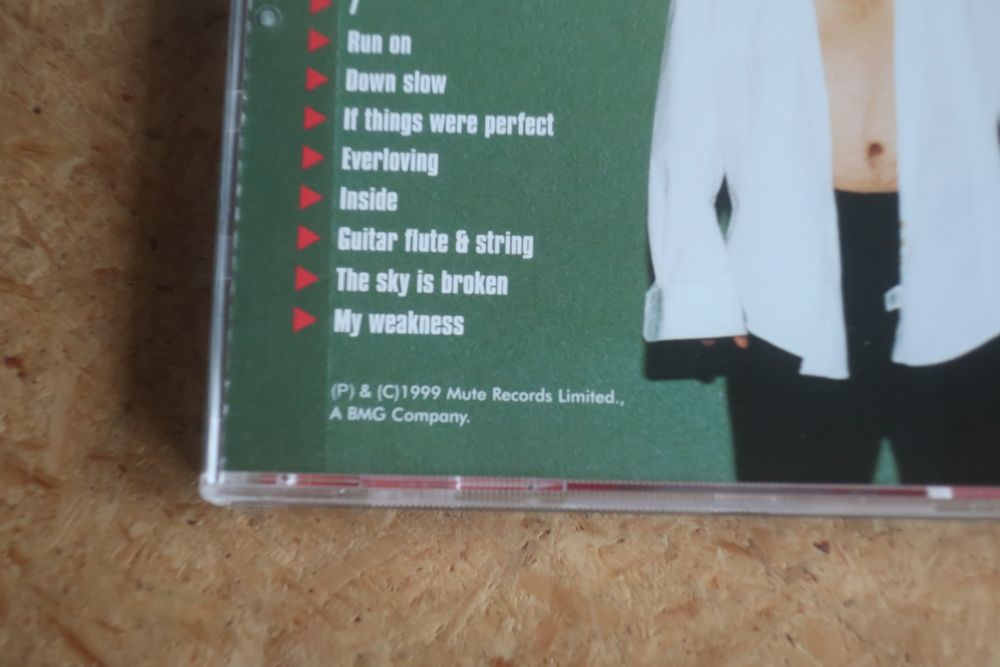 7
Run on
Down slow
If things were perfect
Everloving
Inside
Guitar flute & string
The sky is broken
My weakness
(P) & (C)1999 Mute Records Limited.,
A BMG Company.